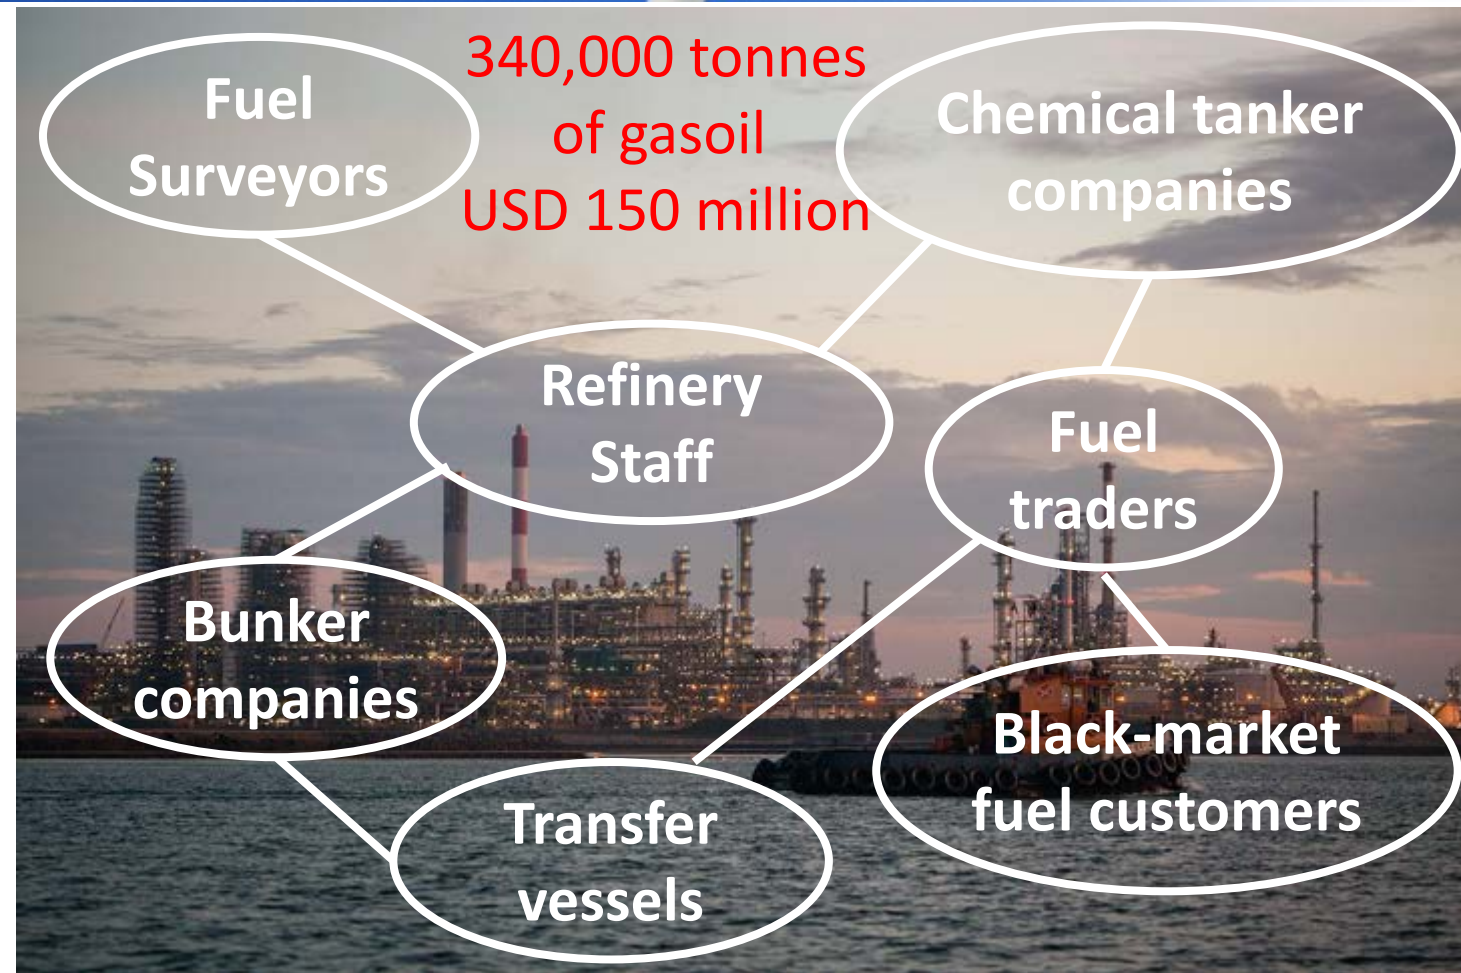 Fuel
Surveyors
340,000 tonnes
of gasoil
USD 150 million
Chemical tanker
companies
Refinery
Staff
Fuel
traders
Bunker
companies
Black-market
fuel customers
Transfer
vessels